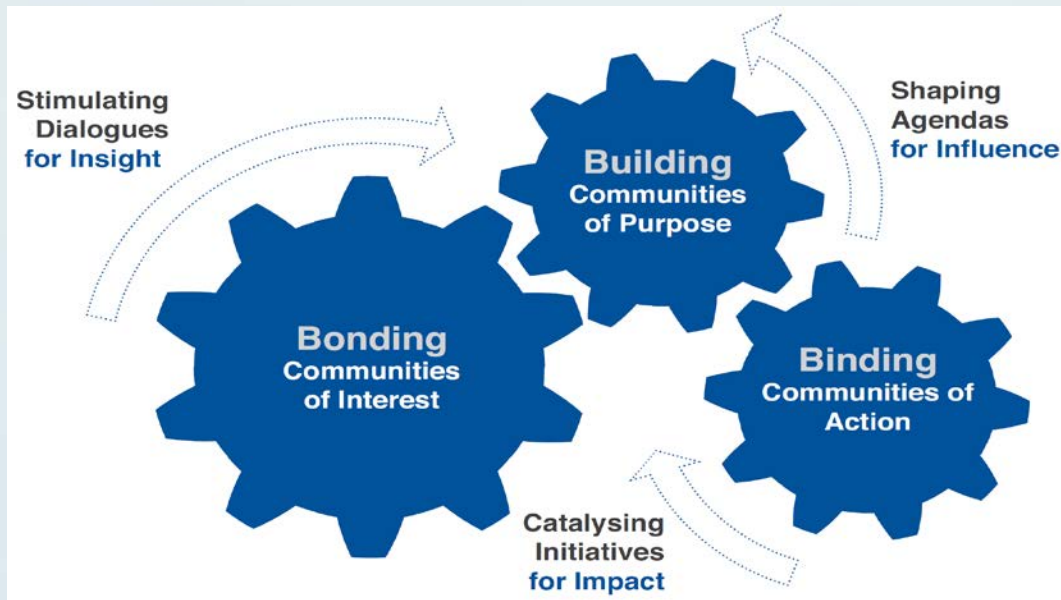 Stimulating
Dialogues
for Insight
Building
Communities
of Purpose
Shaping
Agendas
for Influence
Bonding
Communities
of Interest
Binding
Communities of
Action
Catalysing
Initiatives
for Impact